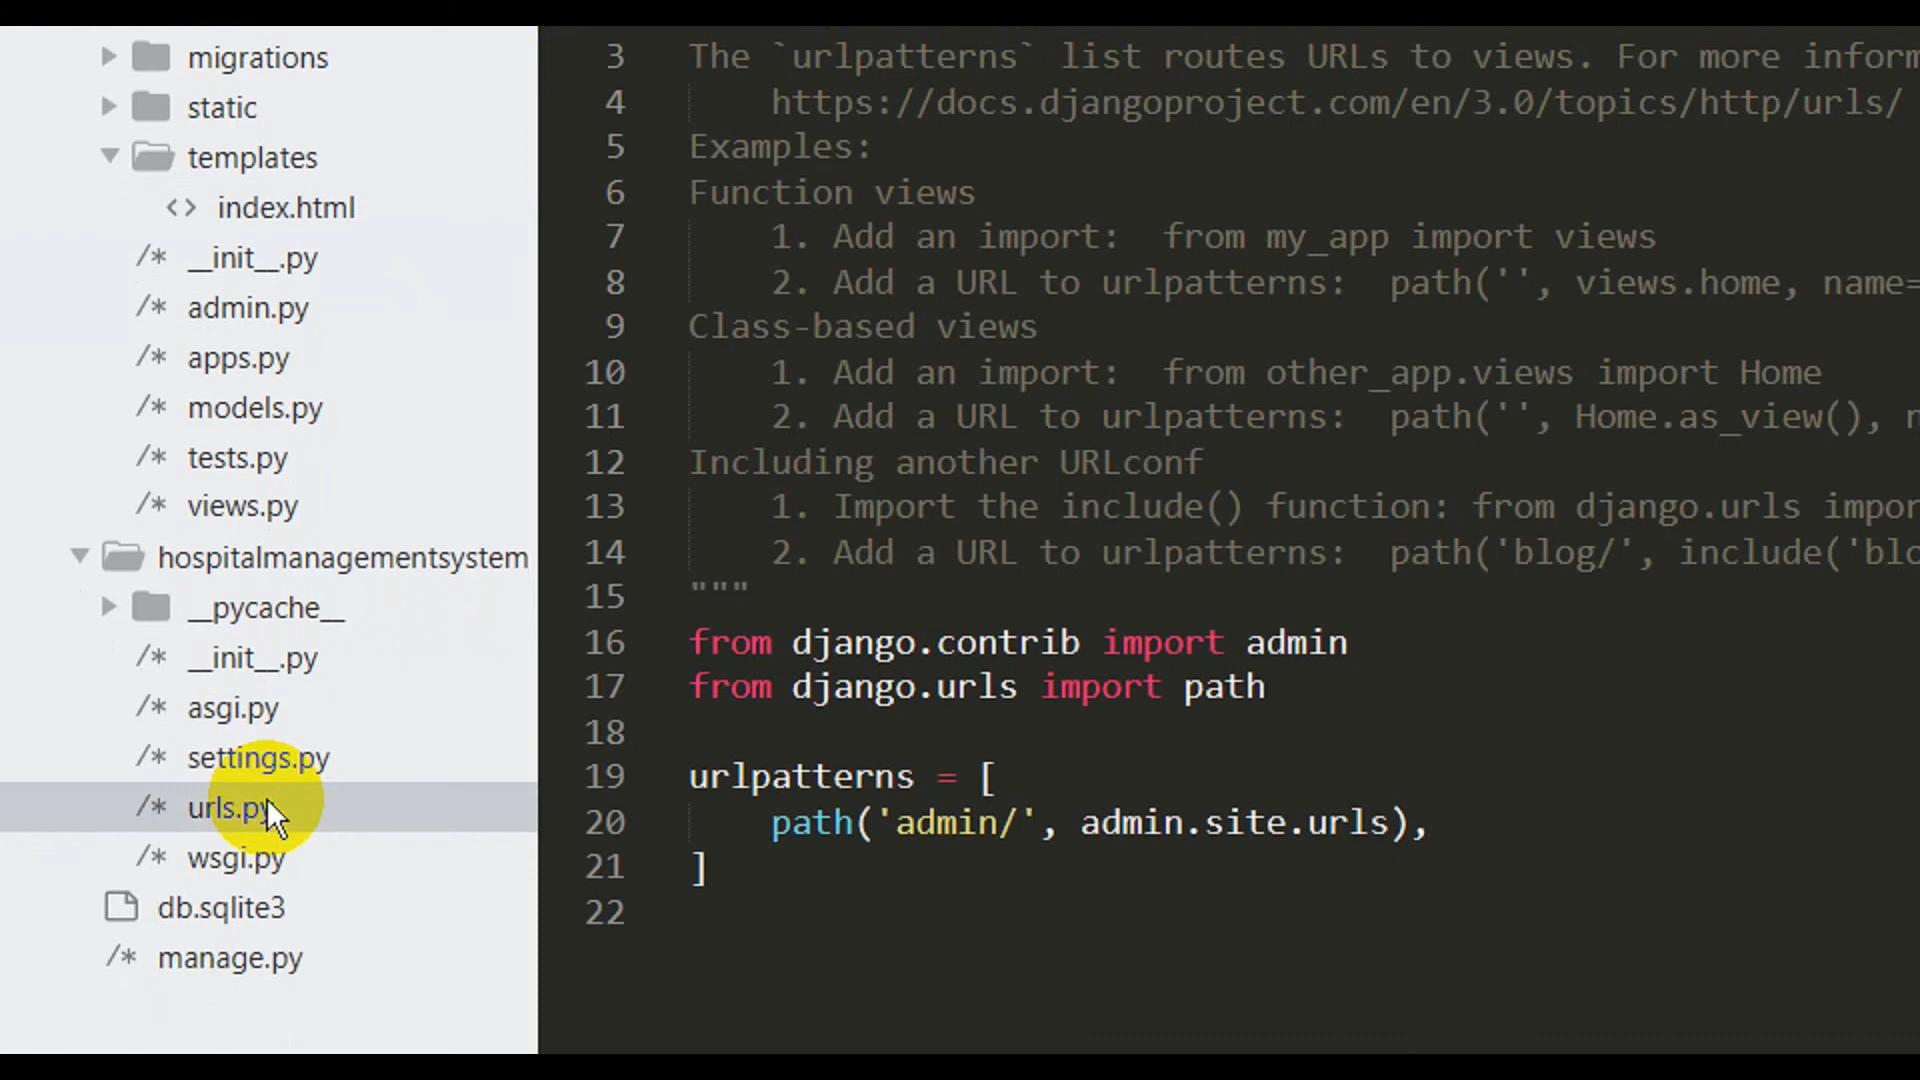 migrations
static
templates
<> index.html
/* __init__.py
/* admin.py
/* apps.py
/* models.py
/* tests.py
/* views.py
hospitalmanagementsystem
__pycache__
/* __init__.py
/* asgi.py
/* settings.py
/* urls.py
/* wsgi.py
db.sqlite3
/* manage.py
3 The `urlpatterns` list routes URLs to views. For more inform
4 https://docs.djangoproject.com/en/3.0/topics/http/urls/
5 Examples:
6 Function views
7 1. Add an import:  from my_app import views
8 2. Add a URL to urlpatterns:  path('', views.home, name=
9 Class-based views
10 1. Add an import:  from other_app.views import Home
11 2. Add a URL to urlpatterns:  path('', Home.as_view(), n
12 Including another URLconf
13 1. Import the include() function: from django.urls impor
14 2. Add a URL to urlpatterns:  path('blog/', include('blo
15 """
16 from django.contrib import admin
17 from django.urls import path
18
19 urlpatterns = [
20 path('admin/', admin.site.urls),
21 ]
22